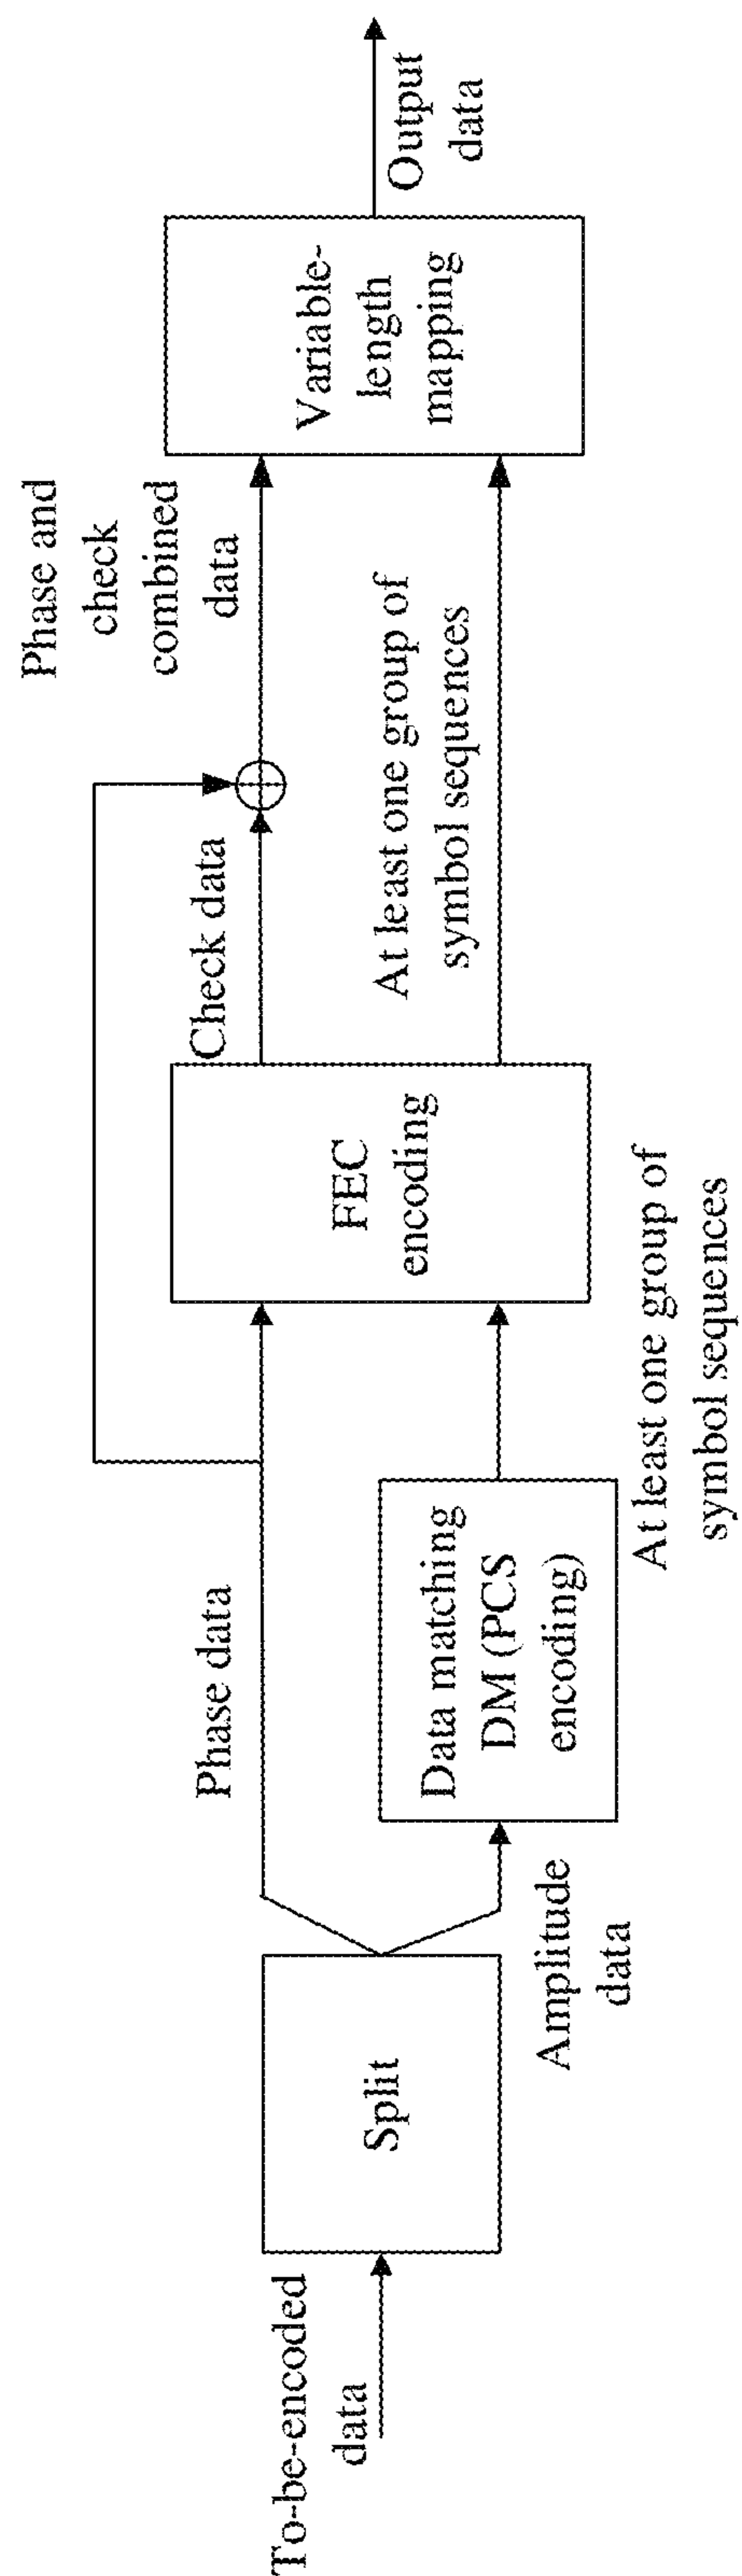 To-be-encoded
data
Split
Phase data
Amplitude
data
Data matching
DM (PCS
encoding)
At least one group of
symbol sequences
FEC
encoding
Check data
At least one group of
symbol sequences
Phase and
check
combined
data
Variable-
length
mapping
Output
data